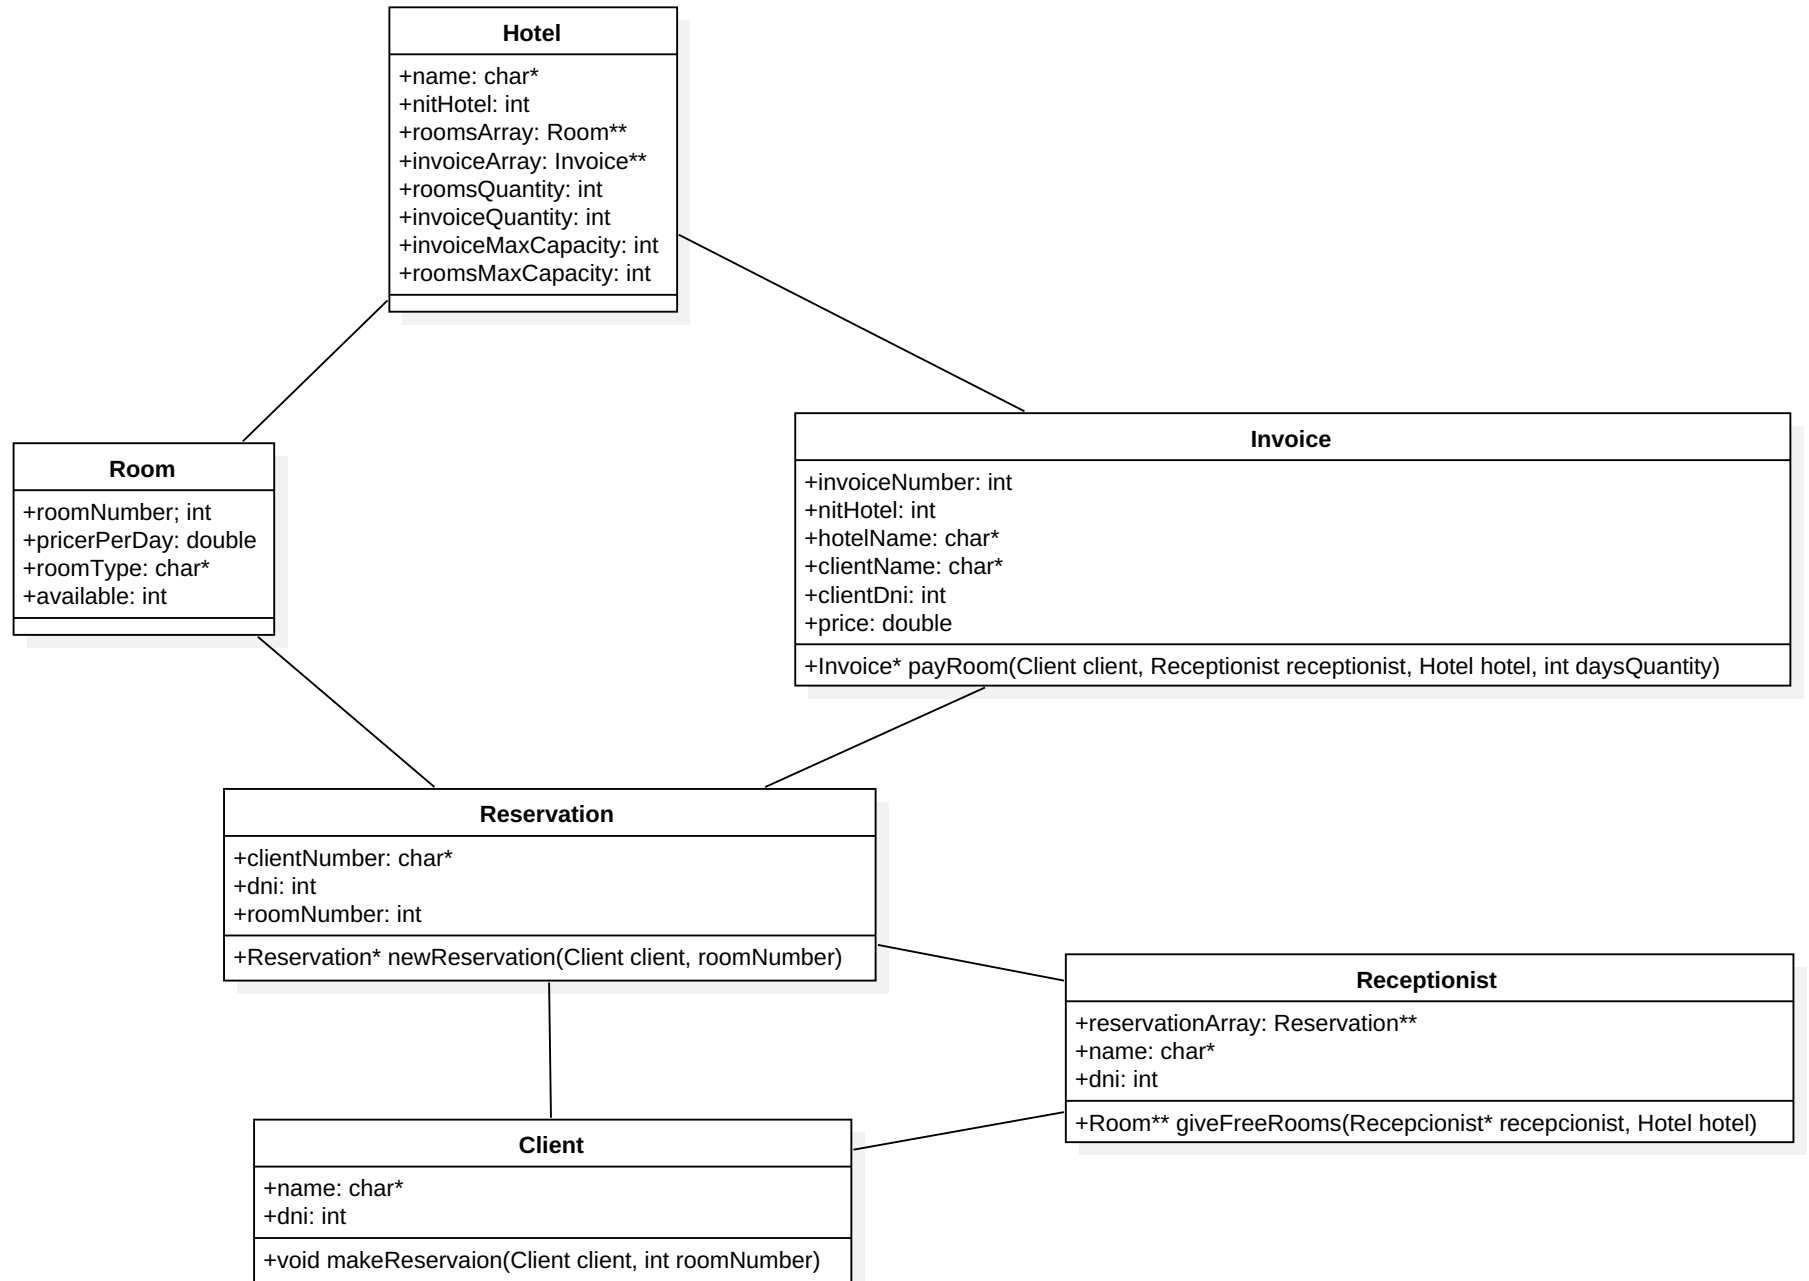 Hotel
+name: char*
+nitHotel: int
+roomsArray: Room**
+invoiceArray: Invoice**
+roomsQuantity: int
+invoiceQuantity: int
+invoiceMaxCapacity: int
+roomsMaxCapacity: int
Room
+roomNumber; int
+pricerPerDay: double
+roomType: char*
+available: int
Invoice
+invoiceNumber: int
+nitHotel: int
+hotelName: char*
+clientName: char*
+clientDni: int
+price: double
+Invoice* payRoom(Client client, Receptionist receptionist, Hotel hotel, int daysQuantity)
Reservation
+clientNumber: char*
+dni: int
+roomNumber: int
+Reservation* newReservation(Client client, roomNumber)
Receptionist
+reservationArray: Reservation**
+name: char*
+dni: int
+Room** giveFreeRooms(Recepcionist* recepcionist, Hotel hotel)
Client
+name: char*
+dni: int
+void makeReservaion(Client client, int roomNumber)